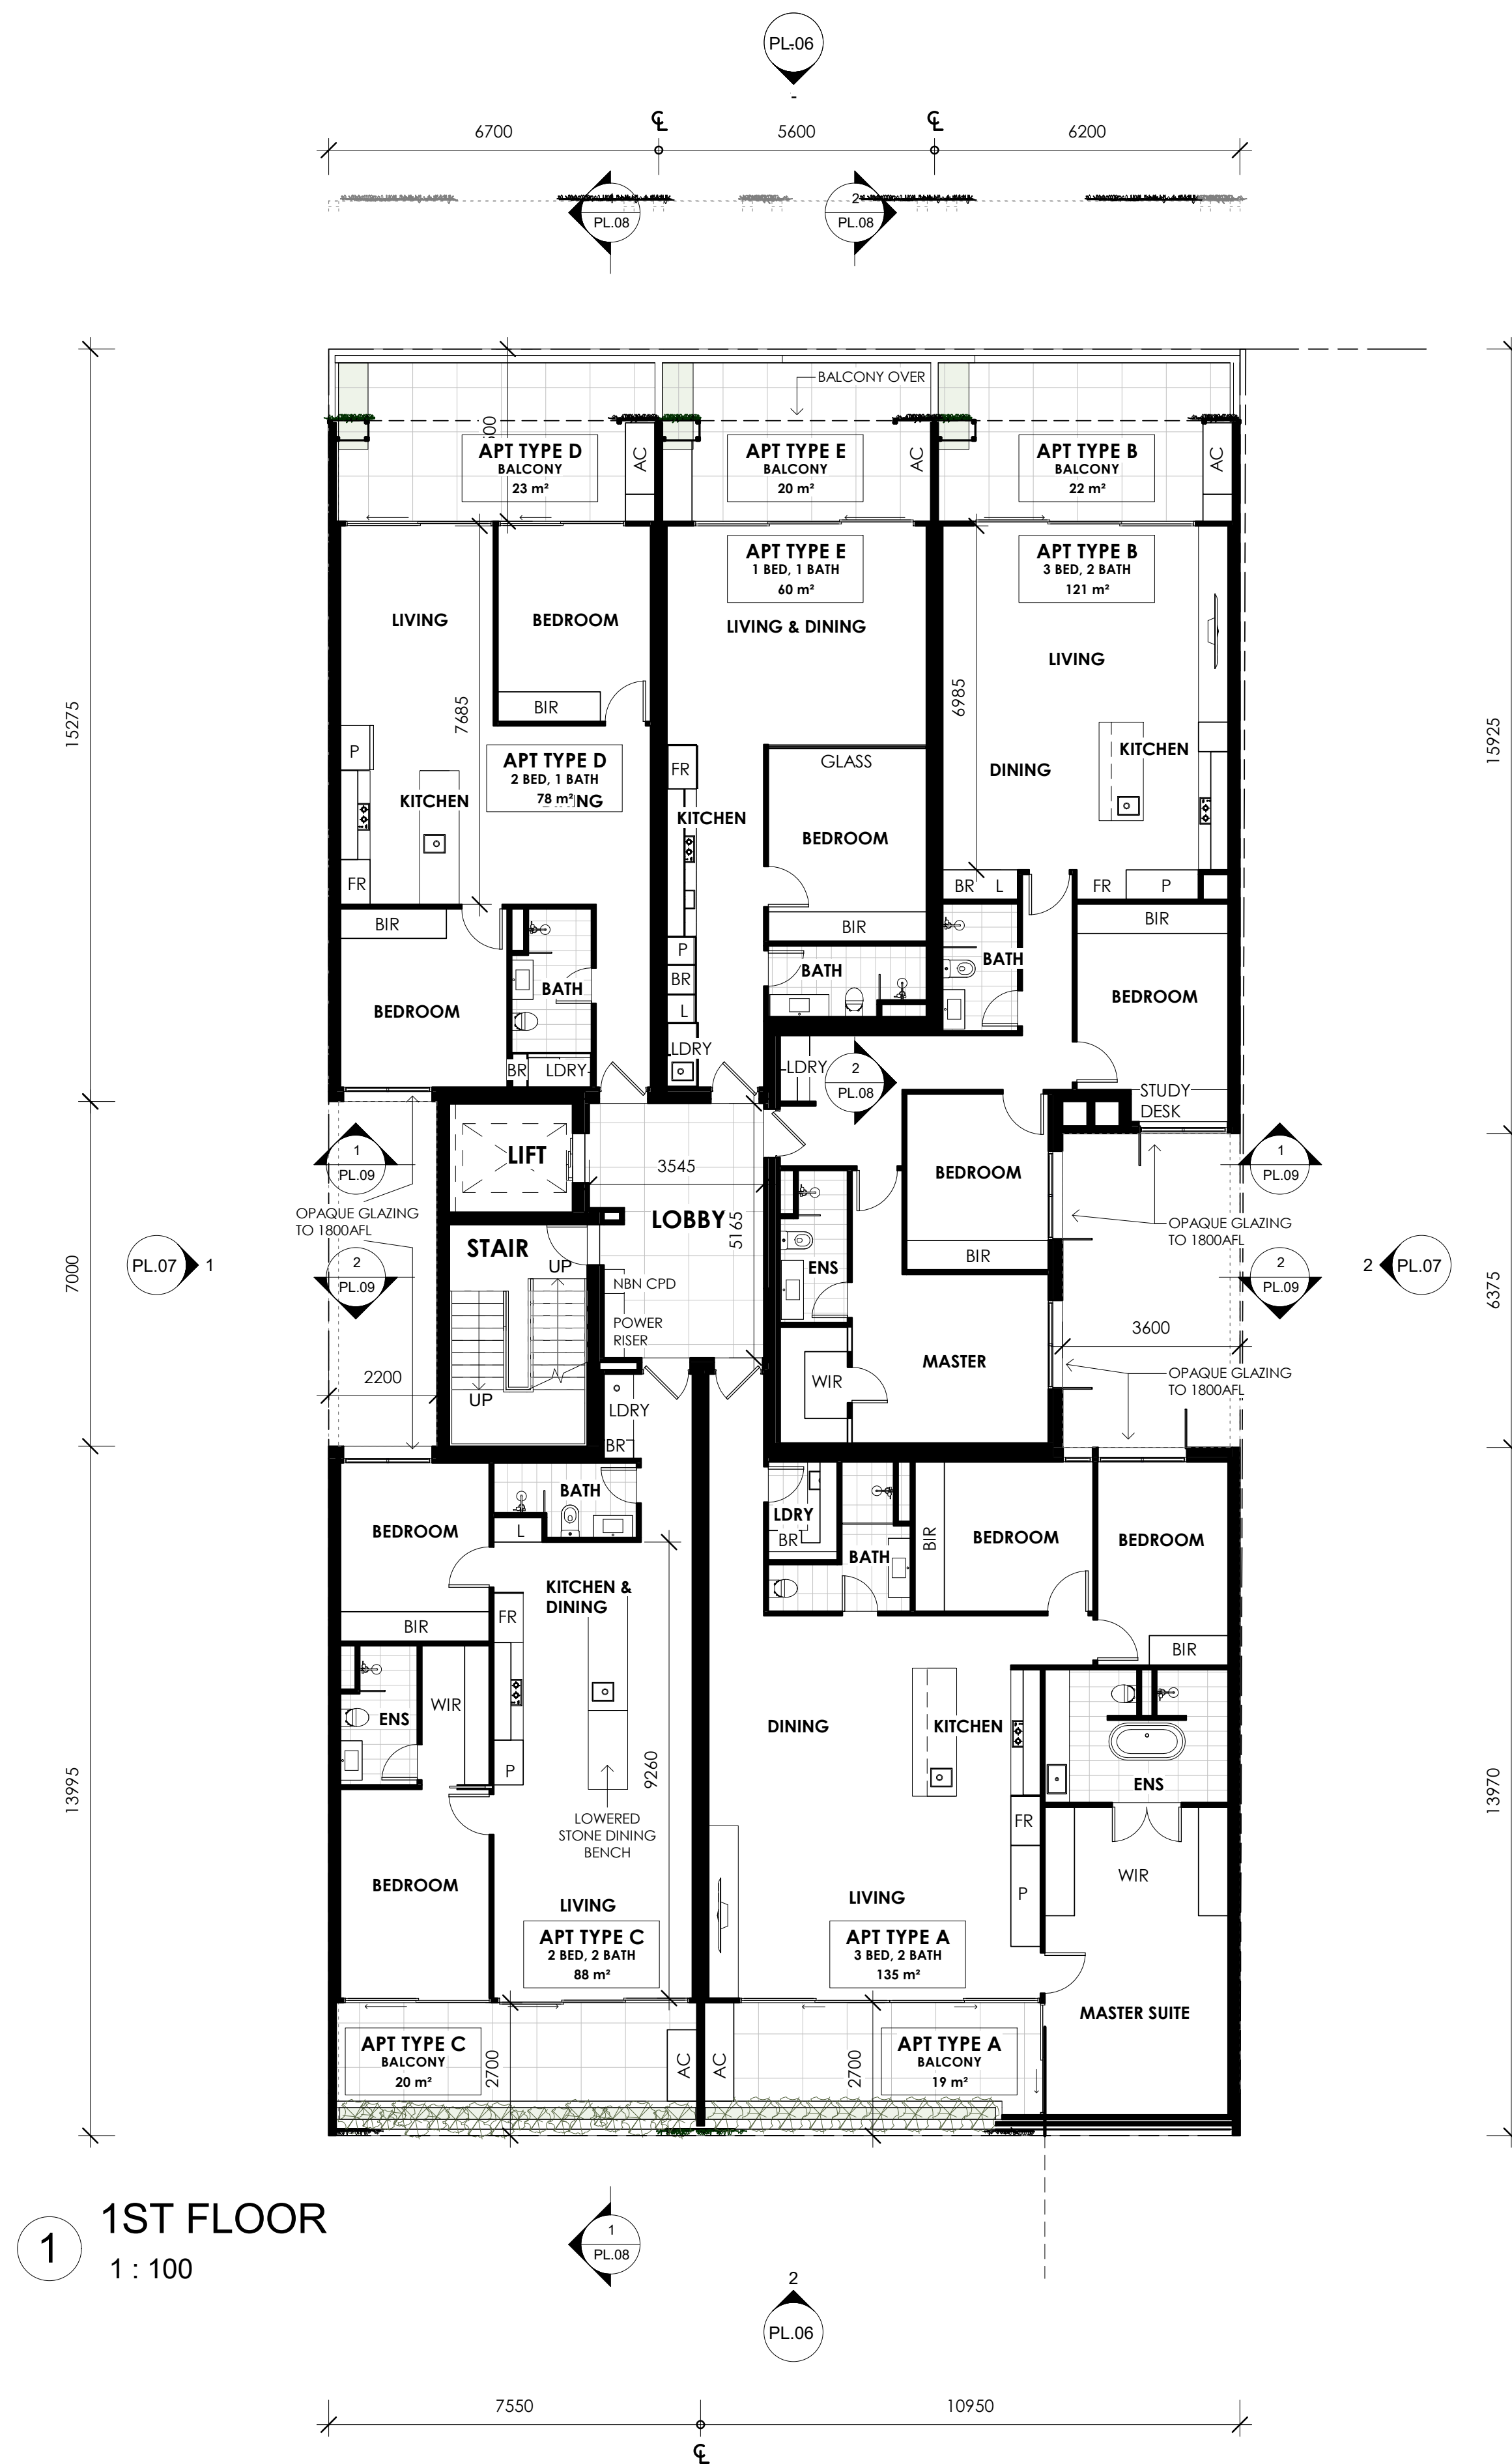 PL-06
-
6700
5600
6200
4
PL.08
2
PL.08
BALCONY OVER
APT TYPE D
BALCONY
23 m²
AC
APT TYPE E
BALCONY
20 m²
AC
APT TYPE B
BALCONY
22 m²
AC
APT TYPE E
1 BED, 1 BATH
60 m²
APT TYPE B
3 BED, 2 BATH
121 m²
LIVING
BEDROOM
LIVING & DINING
LIVING
BIR
7685
6985
15275
15925
P
APT TYPE D
2 BED, 1 BATH
78 m²
KITCHEN
FR
FR
GLASS
KITCHEN
BEDROOM
DINING
KITCHEN
BIR
BIR
BR
L
FR
P
BIR
P
BR
L
LDRY
BATH
BATH
BATH
BEDROOM
BEDROOM
BR
LDRY
LDRY
2
PL.08
STUDY
DESK
LIFT
3545
LOBBY
5165
BEDROOM
BIR
1
PL.09
1
PL.09
OPAQUE GLAZING
TO 1800AFL
OPAQUE GLAZING
TO 1800AFL
STAIR
UP
UP
NBN CPD
POWER
RISER
ENS
PL.07
1
2
PL.09
2
PL.09
2
PL.07
7000
6375
3600
2200
WIR
MASTER
OPAQUE GLAZING
TO 1800AFL
LDRY
BR
BATH
L
BEDROOM
BIR
LDRY
BR
BATH
BIR
BEDROOM
BEDROOM
BIR
KITCHEN &
DINING
FR
ENS
WIR
P
9260
DINING
KITCHEN
ENS
LOWERED
STONE DINING
BENCH
FR
P
WIR
13995
13970
BEDROOM
LIVING
LIVING
APT TYPE C
2 BED, 2 BATH
88 m²
APT TYPE A
3 BED, 2 BATH
135 m²
MASTER SUITE
APT TYPE C
BALCONY
20 m²
2700
AC
AC
2700
APT TYPE A
BALCONY
19 m²
1
1ST FLOOR
1 : 100
1
PL.08
2
PL.06
7550
10950